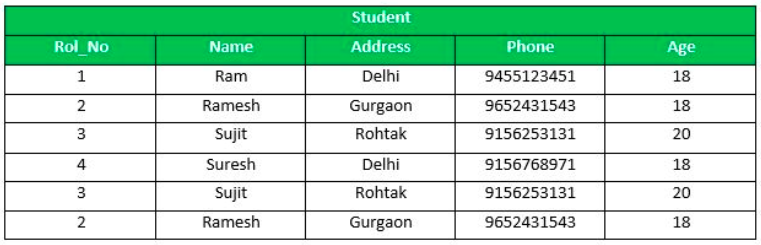 Student
Rol_No Name Address Phone Age
1 Ram Delhi 9455123451 18
2 Ramesh Gurgaon 9652431543 18
3 Sujit Rohtak 9156253131 20
4 Suresh Delhi 9156768971 18
3 Sujit Rohtak 9156253131 20
2 Ramesh Gurgaon 9652431543 18